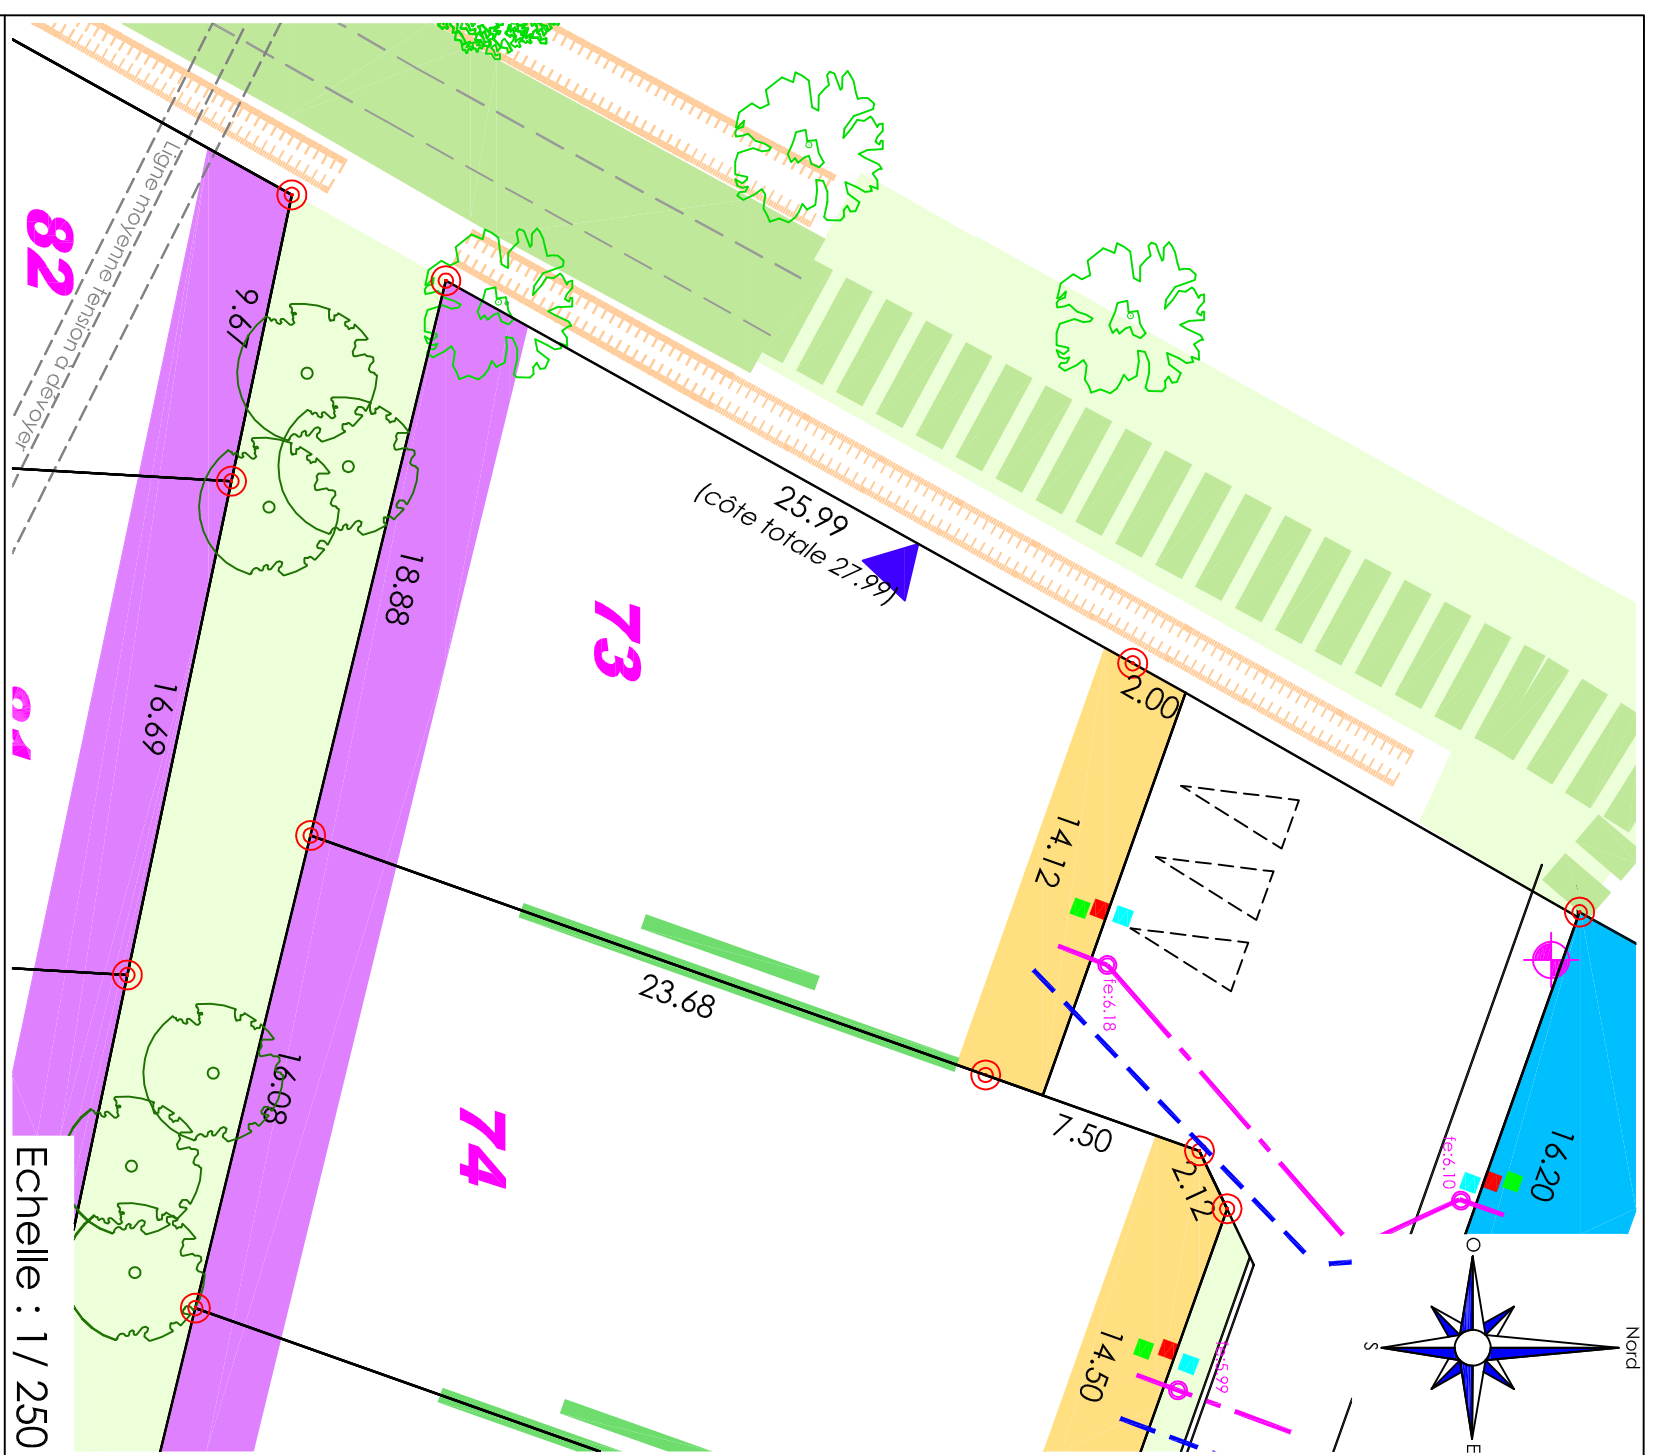 82
Ligne moyenne tension à dévoyer
9.67
18.88
16.69
25.99
(côte totale 27.99)
73
2.00
14.12
fe:6.18
23.68
7.50
2.12
16.08
74
14.50
fe:5.99
fe:6.10
16.20
Nord
O
S
E
Echelle : 1/ 250